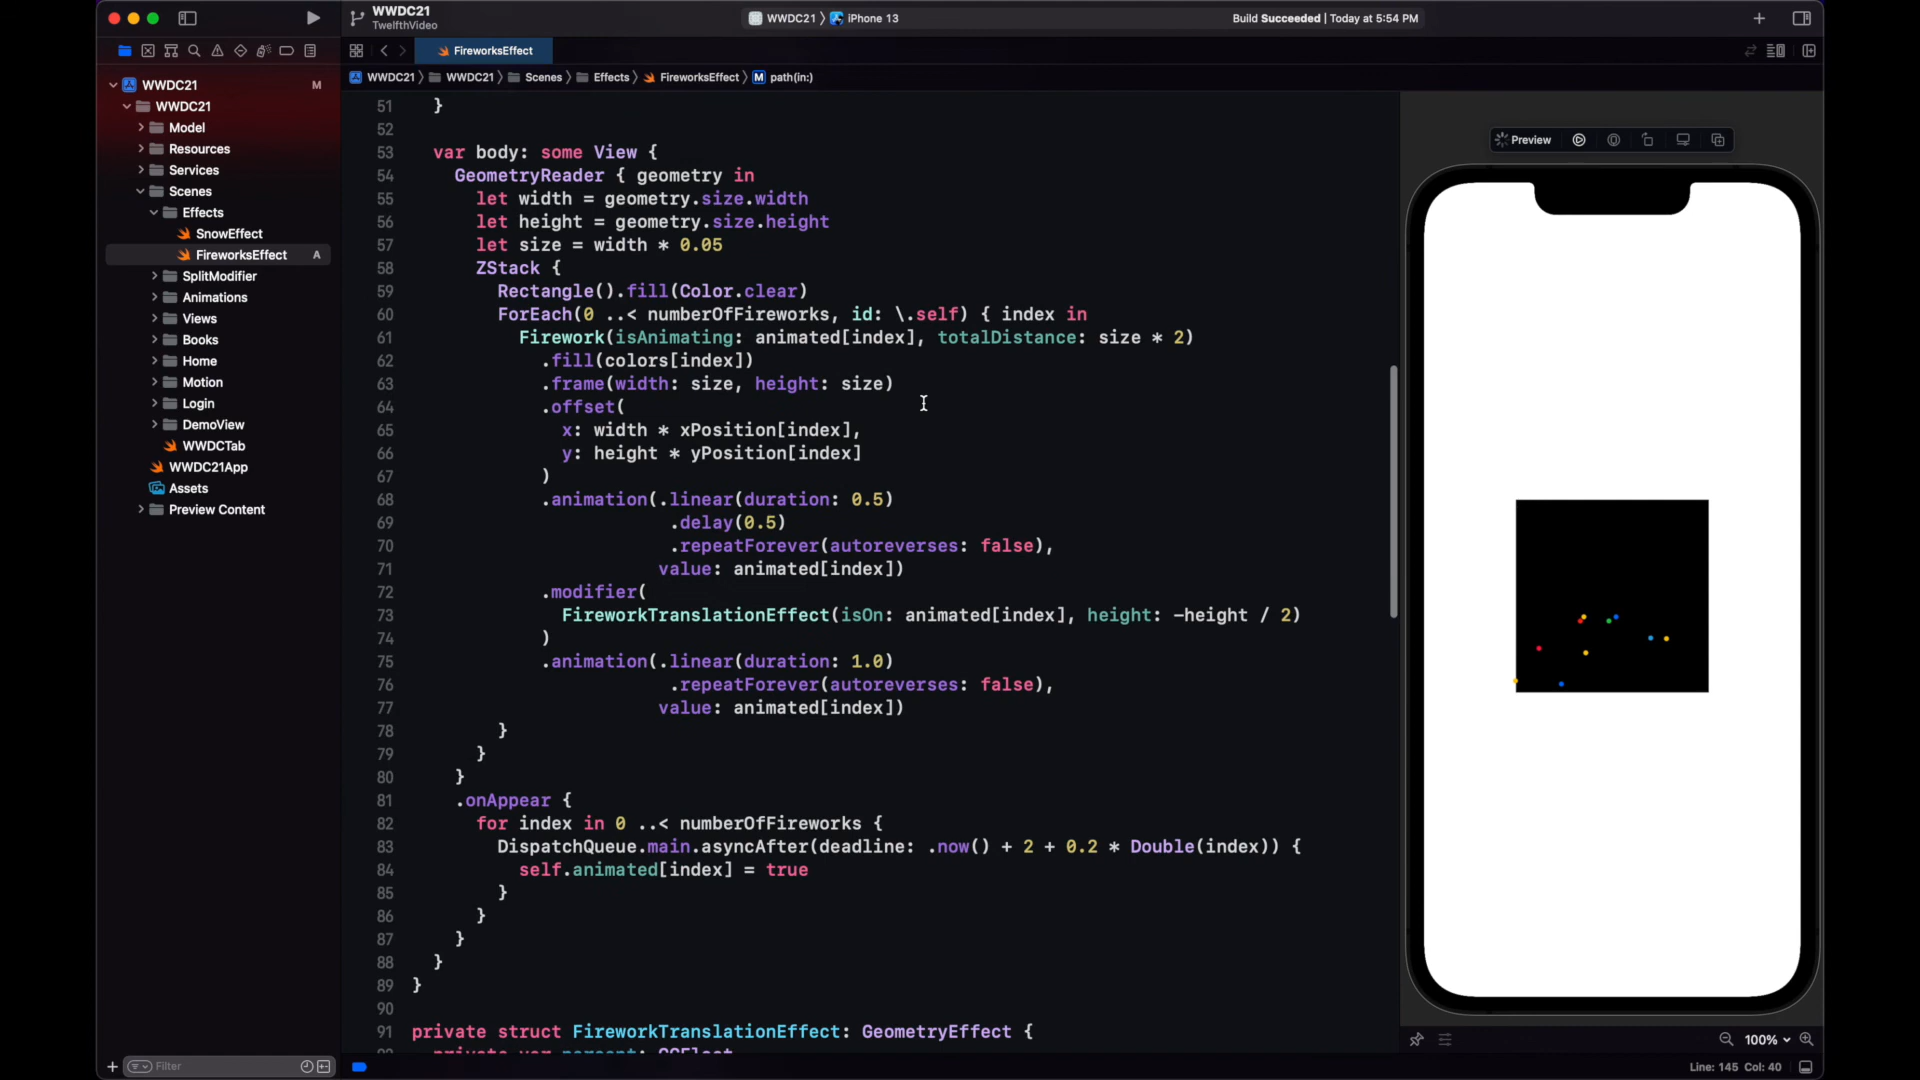 WWDC21
TwelfthVideo
WWDC21 〉 iPhone 13
Build Succeeded | Today at 5:54 PM
FireworksEffect
WWDC21 〉 WWDC21 〉 Scenes 〉 Effects 〉 FireworksEffect 〉 M path(in:)
WWDC21 M
WWDC21
Model
Resources
Services
Scenes
Effects
SnowEffect
FireworksEffect A
SplitModifier
Animations
Views
Books
Home
Motion
Login
DemoView
WWDCTab
WWDC21App
Assets
Preview Content
Filter
51 }
52
53 var body: some View {
54 GeometryReader { geometry in
55 let width = geometry.size.width
56 let height = geometry.size.height
57 let size = width * 0.05
58 ZStack {
59 Rectangle().fill(Color.clear)
60 ForEach(0 ..< numberOfFireworks, id: \.self) { index in
61 Firework(isAnimating: animated[index], totalDistance: size * 2)
62 .fill(colors[index])
63 .frame(width: size, height: size)
64 .offset(
65 x: width * xPosition[index],
66 y: height * yPosition[index]
67 )
68 .animation(.linear(duration: 0.5)
69 .delay(0.5)
70 .repeatForever(autoreverses: false),
71 value: animated[index])
72 .modifier(
73 FireworkTranslationEffect(isOn: animated[index], height: -height / 2)
74 )
75 .animation(.linear(duration: 1.0)
76 .repeatForever(autoreverses: false),
77 value: animated[index])
78 }
79 }
80 }
81 .onAppear {
82 for index in 0 ..< numberOfFireworks {
83 DispatchQueue.main.asyncAfter(deadline: .now() + 2 + 0.2 * Double(index)) {
84 self.animated[index] = true
85 }
86 }
87 }
88 }
89 }
90
91 private struct FireworkTranslationEffect: GeometryEffect {
Preview
100%
Line: 145 Col: 40